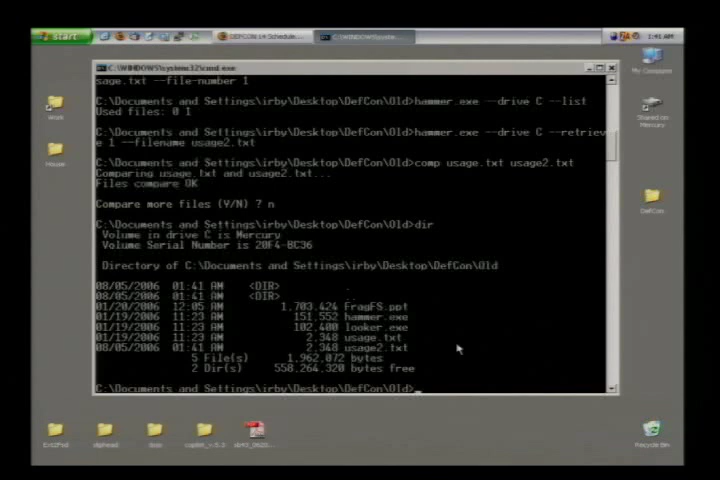 start
DEFCON 14 Schedule...
C:\WINDOWS\syste...
1:41 AM
C:\WINDOWS\system32\cmd.exe
sage.txt --file-number 1
C:\Documents and Settings\irby\Desktop\DefCon\Old>hammer.exe --drive C --list
Used files: 0 1
C:\Documents and Settings\irby\Desktop\DefCon\Old>hammer.exe --drive C --retriev
e 1 --filename usage2.txt
C:\Documents and Settings\irby\Desktop\DefCon\Old>comp usage.txt usage2.txt
Comparing usage.txt and usage2.txt...
Files compare OK
Compare more files (Y/N) ? n
C:\Documents and Settings\irby\Desktop\DefCon\Old>dir
Volume in drive C is Mercury
Volume Serial Number is 20F4-BC36
Directory of C:\Documents and Settings\irby\Desktop\DefCon\Old
08/05/2006 01:41 AM <DIR> .
08/05/2006 01:41 AM <DIR> ..
01/20/2006 12:05 AM 1,703,424 FragFS.ppt
01/19/2006 11:23 AM 151,552 hammer.exe
01/19/2006 11:23 AM 102,400 looker.exe
01/19/2006 11:23 AM 2,348 usage.txt
08/05/2006 01:41 AM 2,348 usage2.txt
5 File(s) 1,962,072 bytes
2 Dir(s) 558,264,320 bytes free
C:\Documents and Settings\irby\Desktop\DefCon\Old>_
My Computer
Work
Shared on
Mercury
House
DefCon
Recycle Bin